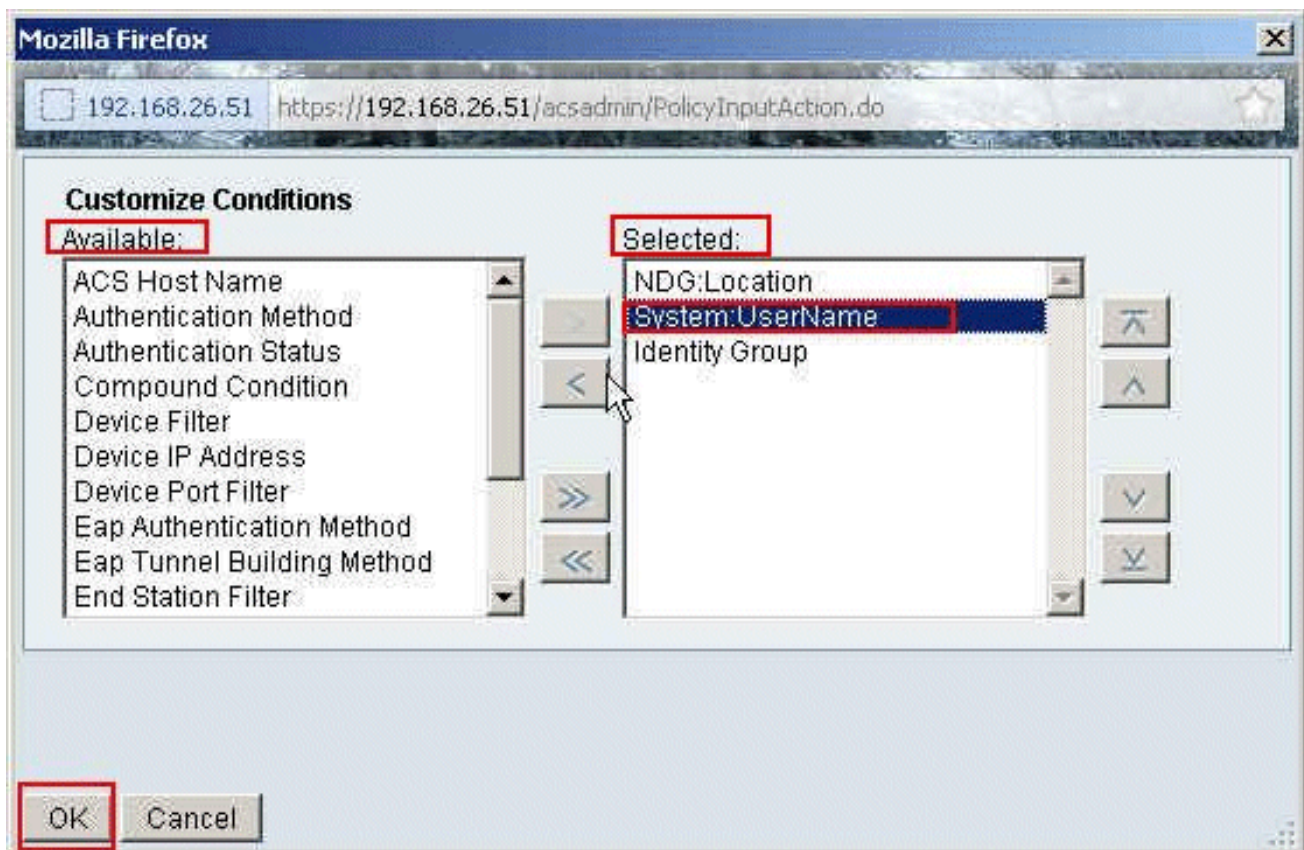 Mozilla Firefox
192.168.26.51 https://192.168.26.51/acsadmin/PolicyInputAction.do
Customize Conditions
Available:
ACS Host Name
Authentication Method
Authentication Status
Compound Condition
Device Filter
Device IP Address
Device Port Filter
Eap Authentication Method
Eap Tunnel Building Method
End Station Filter
Selected:
NDG:Location
System:UserName
Identity Group
OK
Cancel